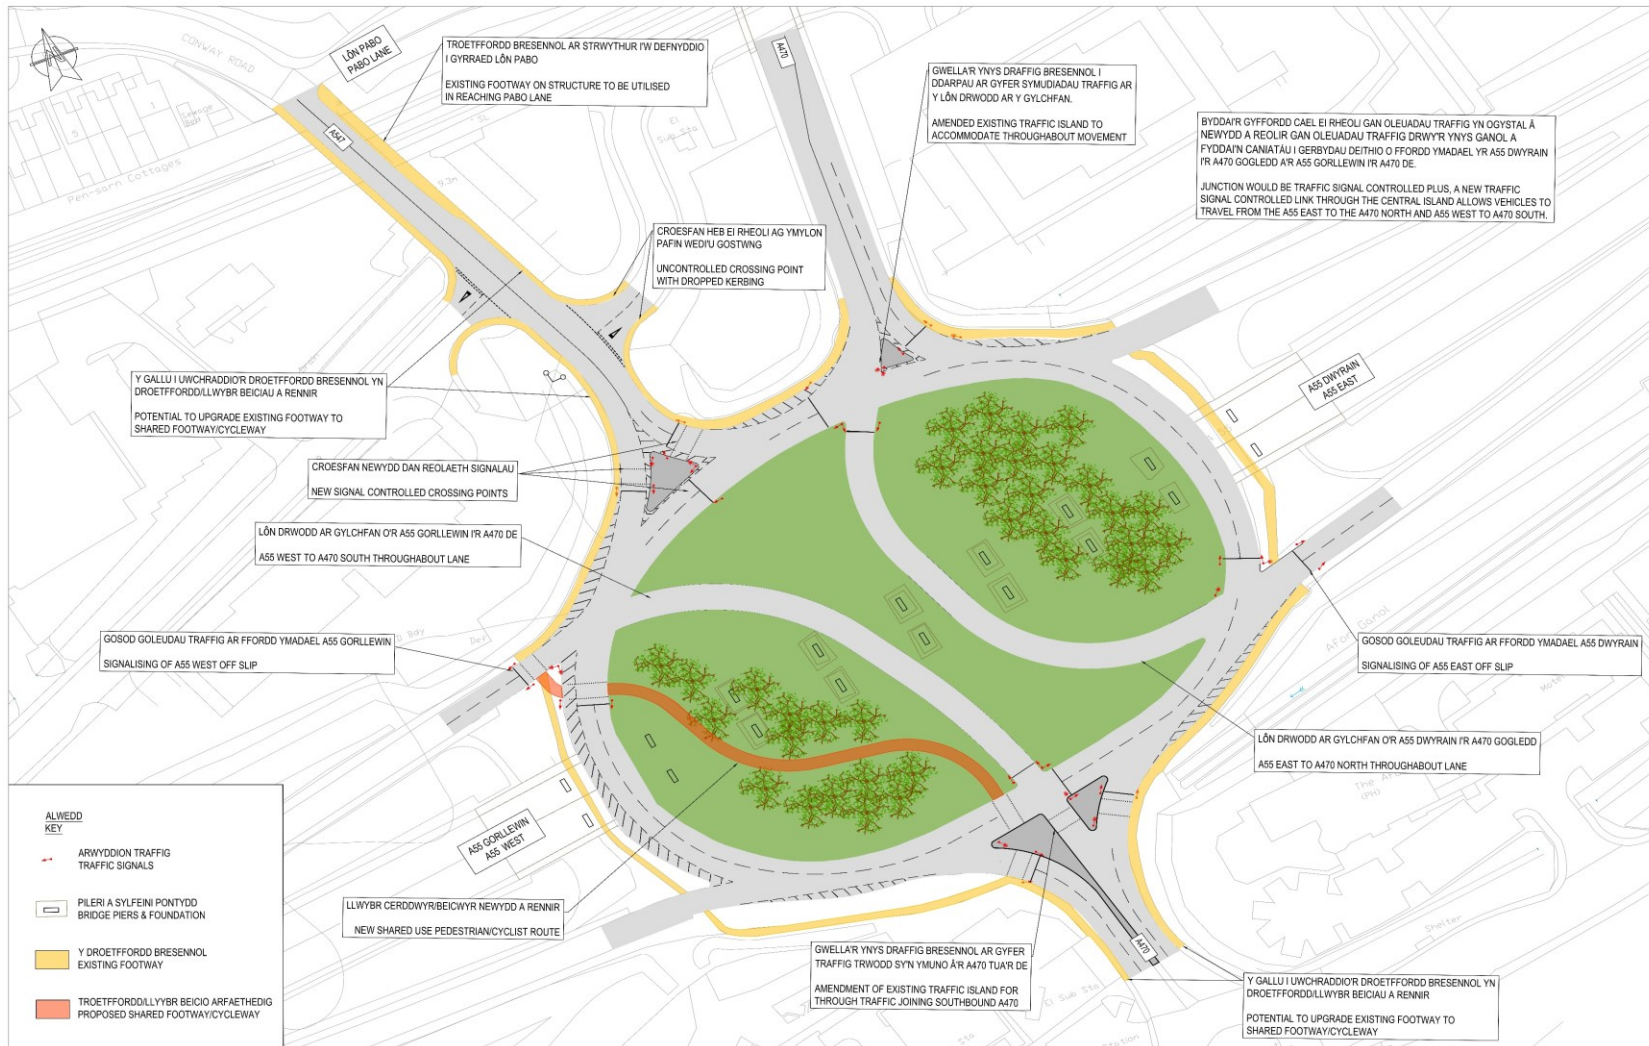 CONWAY ROAD
LÔN PABO
PABO LANE
A547
A470
Pen-sarn Cottages
9.3m
SL
El
Sub Sta
TROETFFORDD BRESENNOL AR STRWYTHUR I'W DEFNYDDIO
I GYRRAED LÔN PABO
EXISTING FOOTWAY ON STRUCTURE TO BE UTILISED
IN REACHING PABO LANE
GWELLA'R YNYS DRAFFIG BRESENNOL I
DDARPAU AR GYFER SYMUDIADAU TRAFFIG AR
Y LÔN DRWODD AR Y GYLCHFAN.
AMENDED EXISTING TRAFFIC ISLAND TO
ACCOMMODATE THROUGHABOUT MOVEMENT
BYDDAI'R GYFFORDD CAEL EI RHEOLI GAN OLEUADAU TRAFFIG YN OGYSTAL Â
NEWYDD A REOLIR GAN OLEUADAU TRAFFIG DRWY'R YNYS GANOL A
FYDDAI'N CANIATÁU I GERBYDAU DEITHIO O FFORDD YMADAEL YR A55 DWYRAIN
I'R A470 GOGLEDD A'R A55 GORLLEWIN I'R A470 DE.
JUNCTION WOULD BE TRAFFIC SIGNAL CONTROLLED PLUS, A NEW TRAFFIC
SIGNAL CONTROLLED LINK THROUGH THE CENTRAL ISLAND ALLOWS VEHICLES TO
TRAVEL FROM THE A55 EAST TO THE A470 NORTH AND A55 WEST TO A470 SOUTH.
CROESFAN HEB EI RHEOLI AG YMYLON
PAFIN WEDI'U GOSTWNG
UNCONTROLLED CROSSING POINT
WITH DROPPED KERBING
Y GALLU I UWCHRADDIO'R DROETFFORDD BRESENNOL YN
DROETFFORDD/LLWYBR BEICIAU A RENNIR
POTENTIAL TO UPGRADE EXISTING FOOTWAY TO
SHARED FOOTWAY/CYCLEWAY
A55 DWYRAIN
A55 EAST
CROESFAN NEWYDD DAN REOLAETH SIGNALAU
NEW SIGNAL CONTROLLED CROSSING POINTS
LÔN DRWODD AR GYLCHFAN O'R A55 GORLLEWIN I'R A470 DE
A55 WEST TO A470 SOUTH THROUGHABOUT LANE
GOSOD GOLEUDAU TRAFFIG AR FFORDD YMADAEL A55 GORLLEWIN
SIGNALISING OF A55 WEST OFF SLIP
Afon Ganol
GOSOD GOLEUDAU TRAFFIG AR FFORDD YMADAEL A55 DWYRAIN
SIGNALISING OF A55 EAST OFF SLIP
LÔN DRWODD AR GYLCHFAN O'R A55 DWYRAIN I'R A470 GOGLEDD
A55 EAST TO A470 NORTH THROUGHABOUT LANE
(PH)
A55 GORLLEWIN
A55 WEST
LLWYBR CERDDWYR/BEICWYR NEWYDD A RENNIR
NEW SHARED USE PEDESTRIAN/CYCLIST ROUTE
GWELLA'R YNYS DRAFFIG BRESENNOL AR GYFER
TRAFFIG TRWODD SY'N YMUNO Â'R A470 TUA'R DE
AMENDMENT OF EXISTING TRAFFIC ISLAND FOR
THROUGH TRAFFIC JOINING SOUTHBOUND A470
A470
Shelter
El Sub Sta
Station
Y GALLU I UWCHRADDIO'R DROETFFORDD BRESENNOL YN
DROETFFORDD/LLWYBR BEICIAU A RENNIR
POTENTIAL TO UPGRADE EXISTING FOOTWAY TO
SHARED FOOTWAY/CYCLEWAY
ALWEDD
KEY
ARWYDDION TRAFFIG
TRAFFIC SIGNALS
PILERI A SYLFEINI PONTYDD
BRIDGE PIERS & FOUNDATION
Y DROETFFORDD BRESENNOL
EXISTING FOOTWAY
TROETFFORDD/LLYYBR BEICIO ARFAETHEDIG
PROPOSED SHARED FOOTWAY/CYCLEWAY